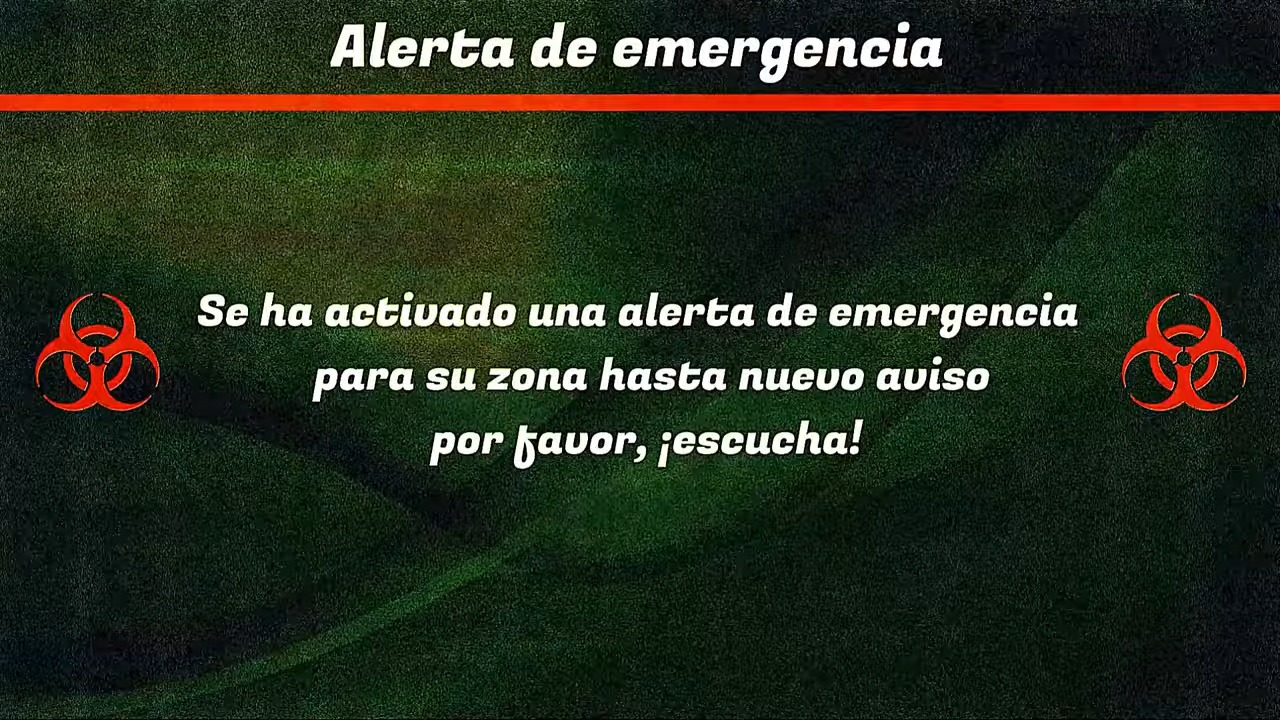 Alerta de emergencia
Se ha activado una alerta de emergencia
para su zona hasta nuevo aviso
por favor, ¡escucha!